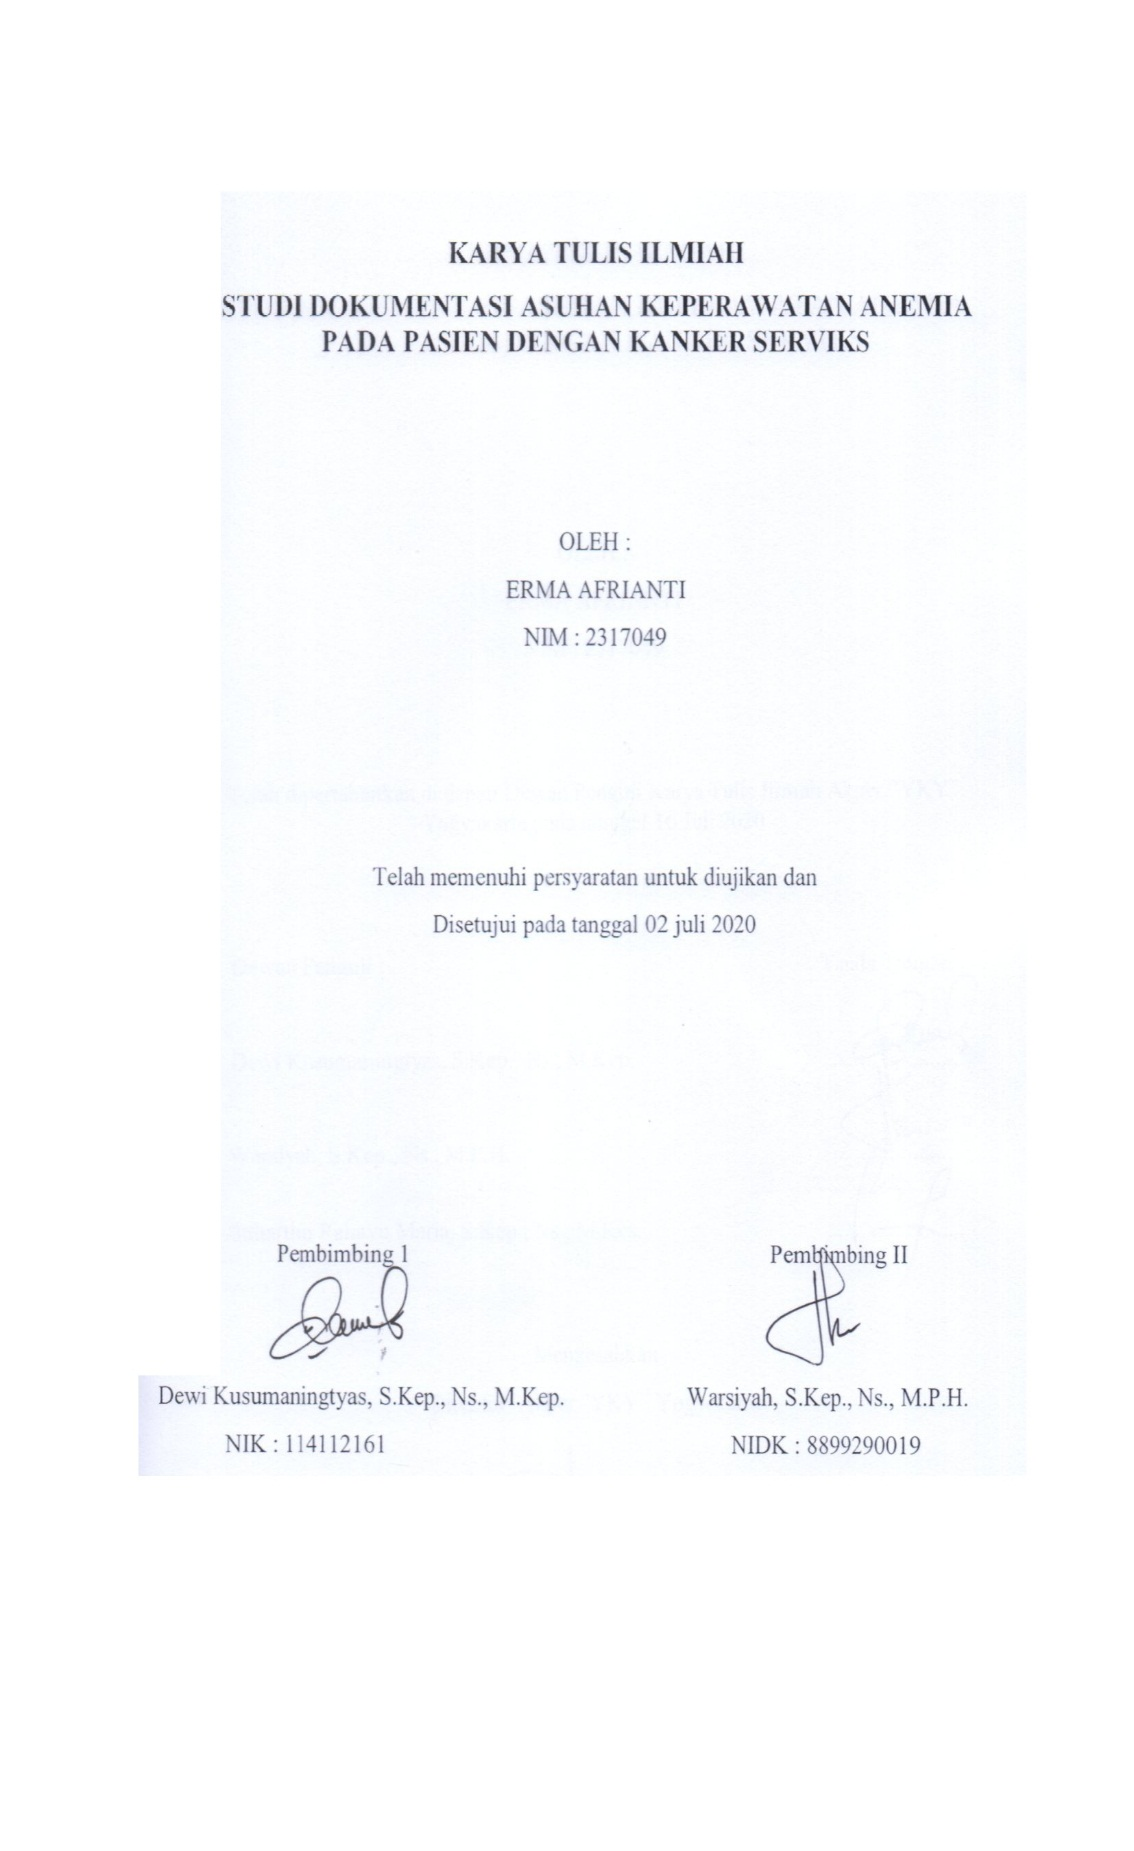 KARYA TULIS ILMIAH
STUDI DOKUMENTASI ASUHAN KEPERAWATAN ANEMIA
PADA PASIEN DENGAN KANKER SERVIKS
OLEH :
ERMA AFRIANTI
NIM : 2317049
Telah memenuhi persyaratan untuk diujikan dan
Disetujui pada tanggal 02 juli 2020
Pembimbing 1 Pembimbing II
Dewi Kusumaningtyas, S.Kep., Ns., M.Kep. Warsiyah, S.Kep., Ns., M.P.H.
NIK : 114112161 NIDK : 8899290019